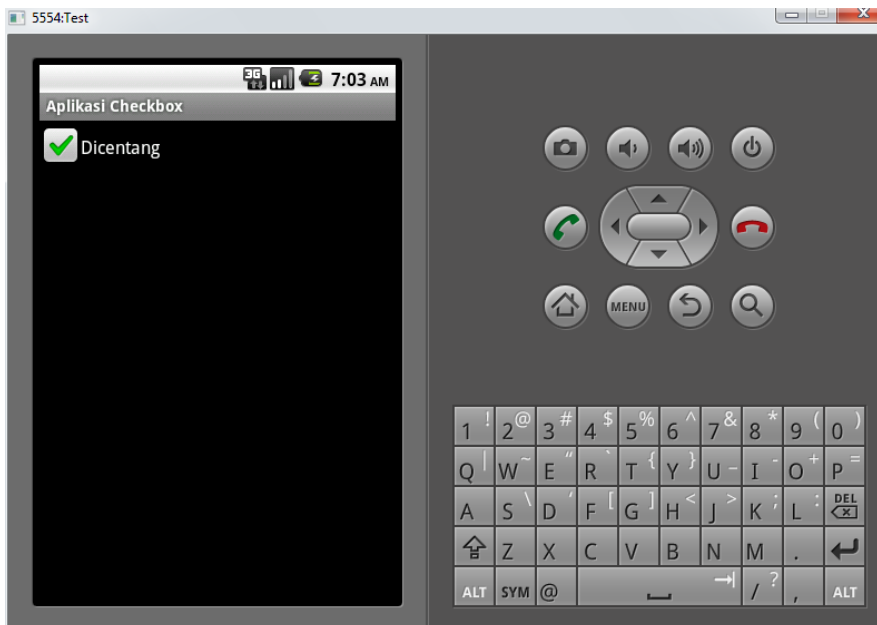 5554:Test
3G 7:03 AM
Aplikasi Checkbox
Dicentang
MENU
1 ! 2 @ 3 # 4 $ 5 % 6 ^ 7 & 8 * 9 ( 0 )
Q | W ~ E " R ` T { Y } U _ I - O + P =
A S \ D ' F [ G ] H < J > K ; L : DEL
Z X C V B N M .
ALT SYM @ / ? , ALT